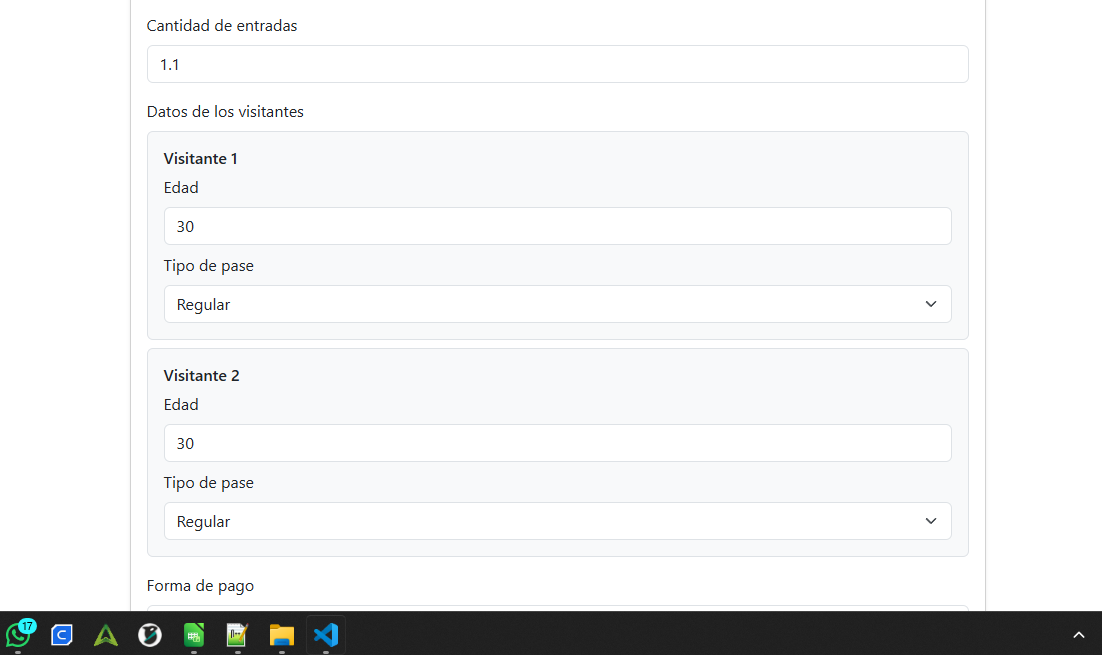 Cantidad de entradas
1.1
Datos de los visitantes
Visitante 1
Edad
30
Tipo de pase
Regular
Visitante 2
Edad
30
Tipo de pase
Regular
Forma de pago
17